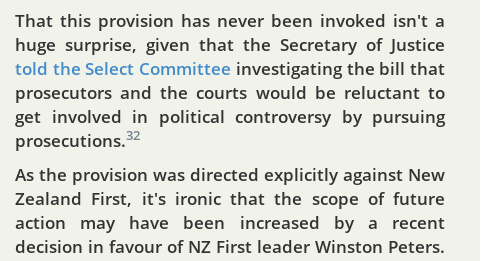 That this provision has never been invoked isn't a
huge surprise, given that the Secretary of Justice
told the Select Committee investigating the bill that
prosecutors and the courts would be reluctant to
get involved in political controversy by pursuing
prosecutions.32
As the provision was directed explicitly against New
Zealand First, it's ironic that the scope of future
action may have been increased by a recent
decision in favour of NZ First leader Winston Peters.